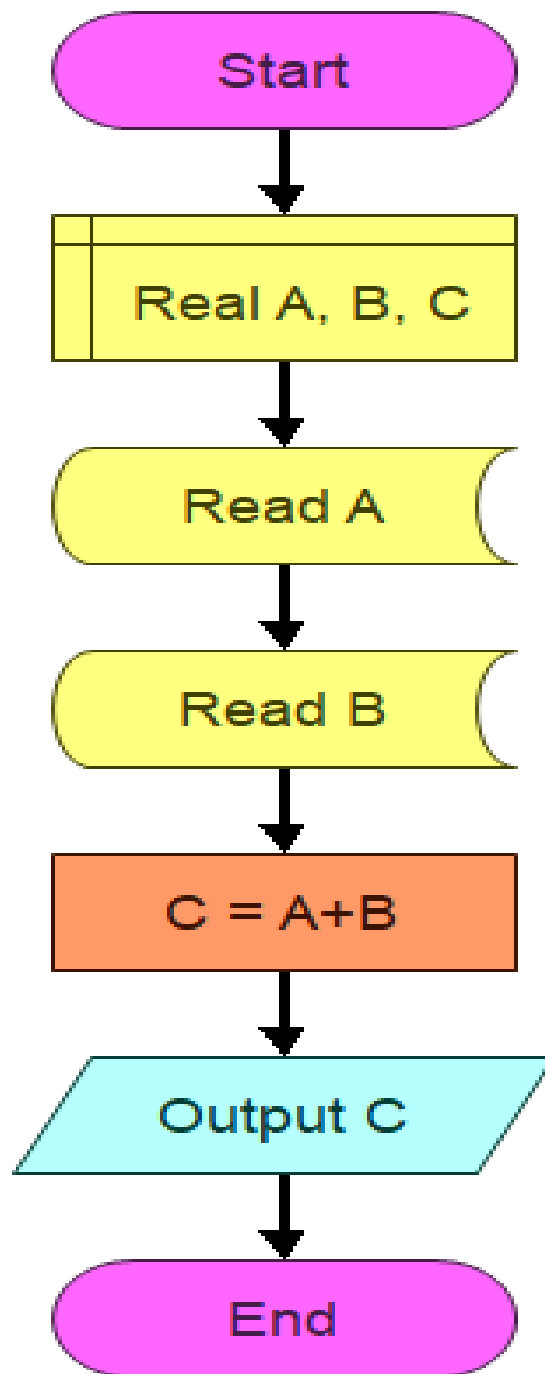 Start
Real A, B, C
Read A
Read B
C = A+B
Output C
End